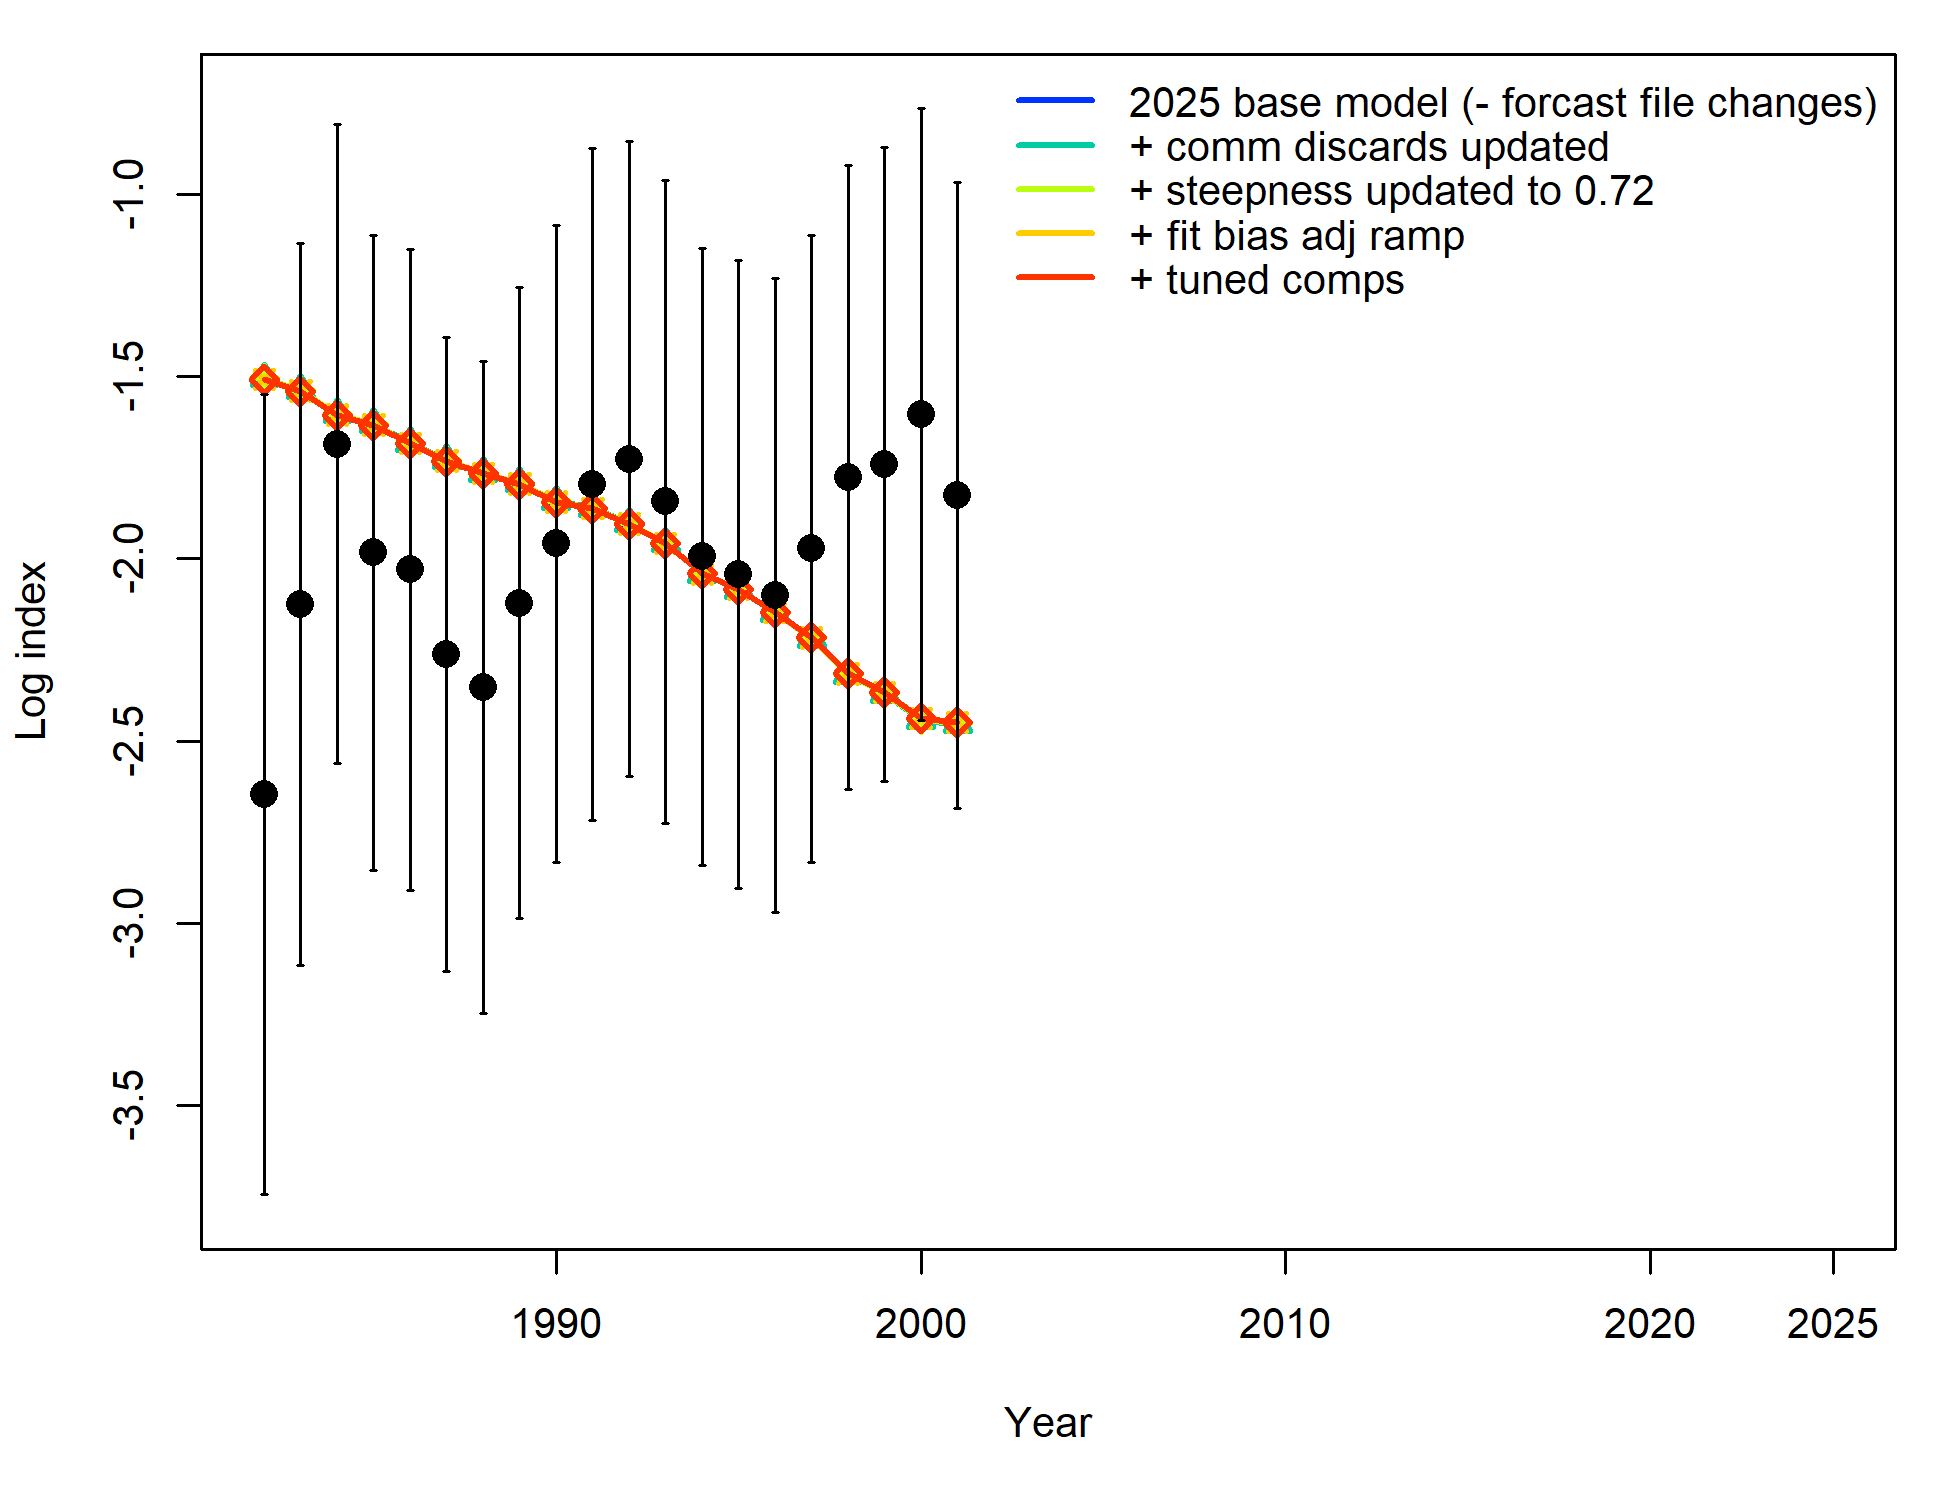 2025 base model (- forcast file changes)
+ comm discards updated
+ steepness updated to 0.72
+ fit bias adj ramp
+ tuned comps
-1.0
-1.5
-2.0
-2.5
-3.0
-3.5
Log index
1990
2000
2010
2020
2025
Year